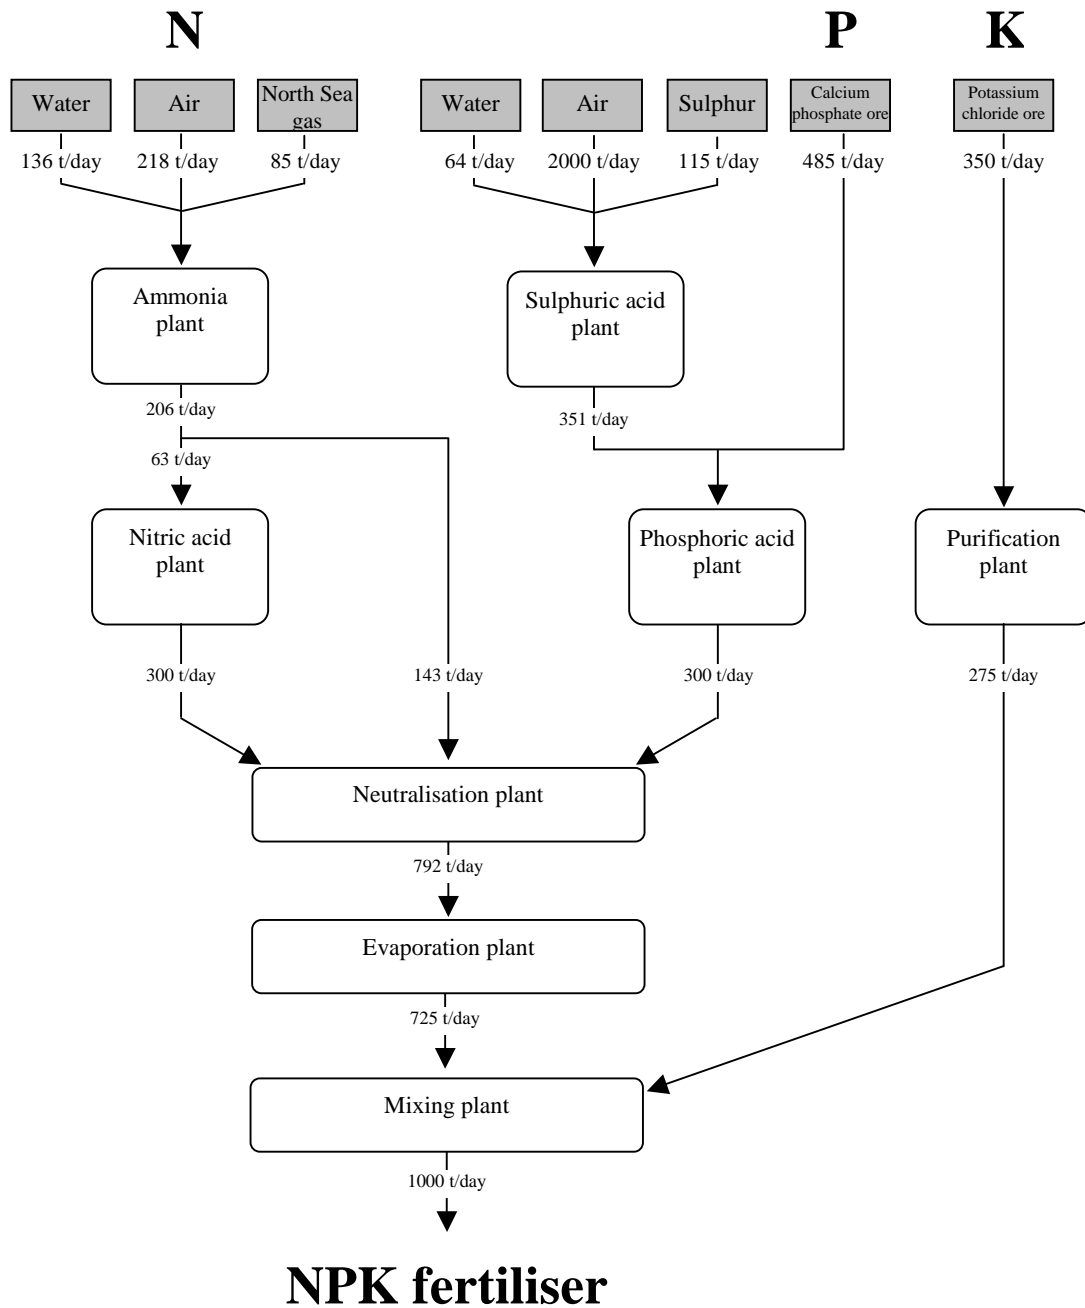 N
P
K
Water
Air
North Sea
gas
Water
Air
Sulphur
Calcium
phosphate ore
Potassium
chloride ore
136 t/day
218 t/day
85 t/day
64 t/day
2000 t/day
115 t/day
485 t/day
350 t/day
Ammonia
plant
Sulphuric acid
plant
206 t/day
351 t/day
63 t/day
Nitric acid
plant
Phosphoric acid
plant
Purification
plant
300 t/day
143 t/day
300 t/day
275 t/day
Neutralisation plant
792 t/day
Evaporation plant
725 t/day
Mixing plant
1000 t/day
NPK fertiliser